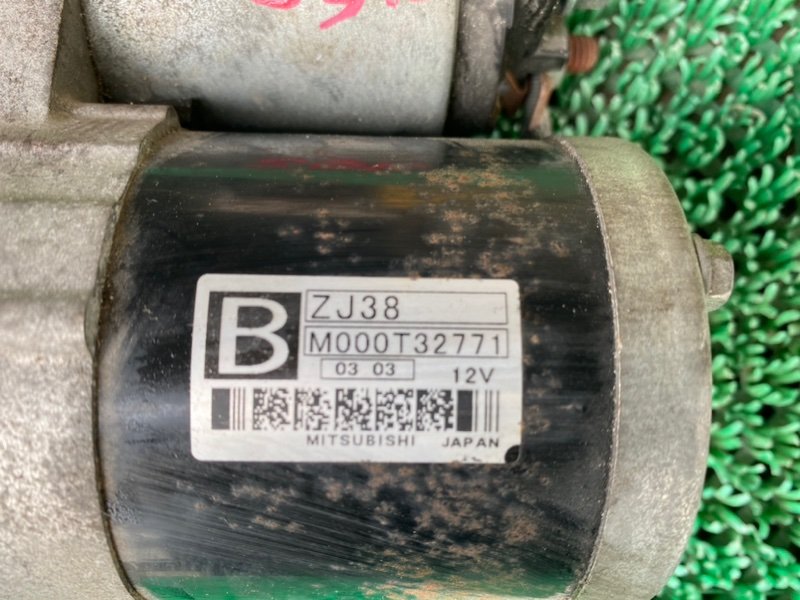 B
ZJ38
M000T32771
03 03
12V
MITSUBISHI JAPAN